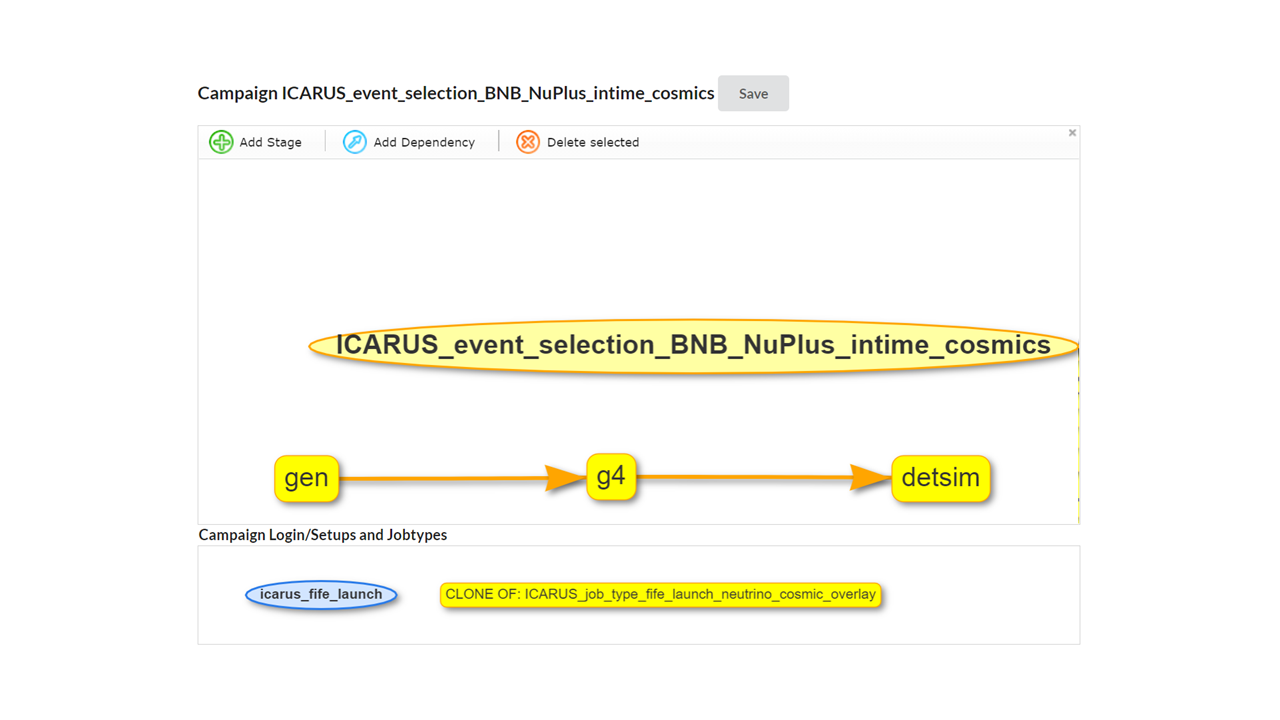 Campaign ICARUS_event_selection_BNB_NuPlus_intime_cosmics Save
Add Stage Add Dependency Delete selected
ICARUS_event_selection_BNB_NuPlus_intime_cosmics
gen g4 detsim
Campaign Login/Setups and Jobtypes
icarus_fife_launch CLONE OF: ICARUS_job_type_fife_launch_neutrino_cosmic_overlay